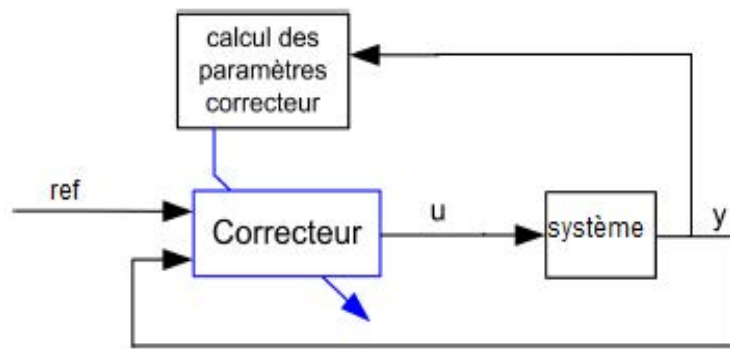 calcul des
paramètres
correcteur
ref
Correcteur
u
système
y